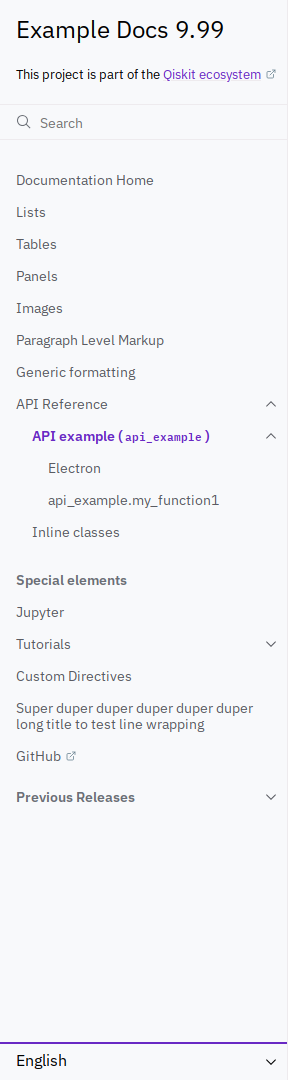 Example Docs 9.99
This project is part of the Qiskit ecosystem
Search
Documentation Home
Lists
Tables
Panels
Images
Paragraph Level Markup
Generic formatting
API Reference
API example (api_example)
Electron
api_example.my_function1
Inline classes
Special elements
Jupyter
Tutorials
Custom Directives
Super duper duper duper duper duper
long title to test line wrapping
GitHub
Previous Releases
English